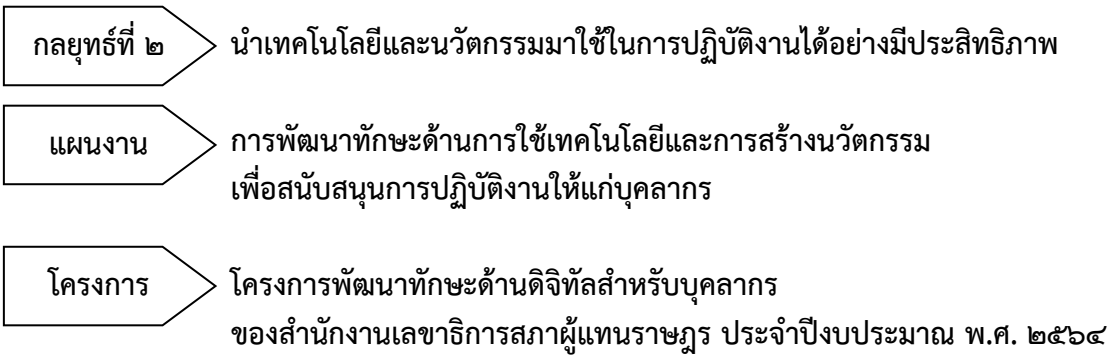 กลยุทธ์ที่ ๒ นำเทคโนโลยีและนวัตกรรมมาใช้ในการปฏิบัติงานได้อย่างมีประสิทธิภาพ
แผนงาน การพัฒนาทักษะด้านการใช้เทคโนโลยีและการสร้างนวัตกรรม
เพื่อสนับสนุนการปฏิบัติงานให้แก่บุคลากร
โครงการ โครงการพัฒนาทักษะด้านดิจิทัลสำหรับบุคลากร
ของสำนักงานเลขาธิการสภาผู้แทนราษฎร ประจำปีงบประมาณ พ.ศ. ๒๕๖๔